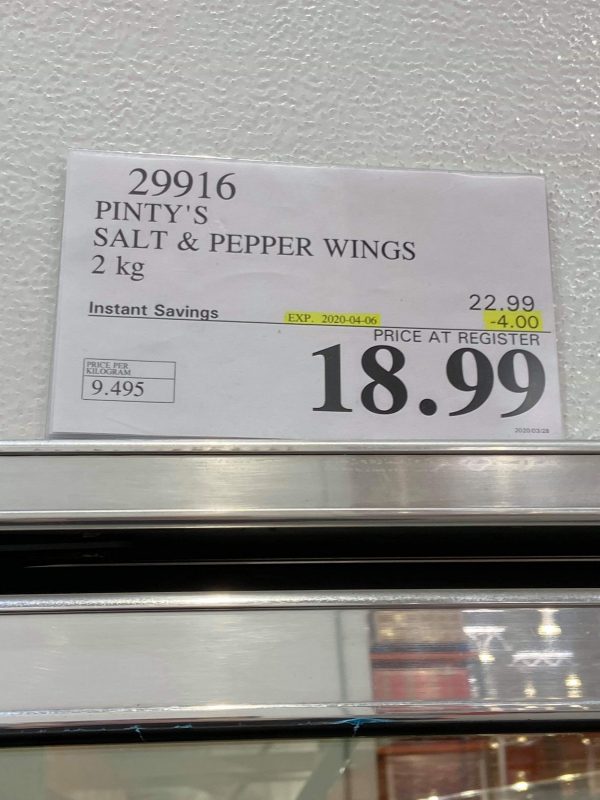 29916
PINTY'S
SALT & PEPPER WINGS
2 kg
22.99
Instant Savings EXP. 2020-04-06 -4.00
PRICE AT REGISTER
18.99
PRICE PER
KILOGRAM
9.495
2020/03/28